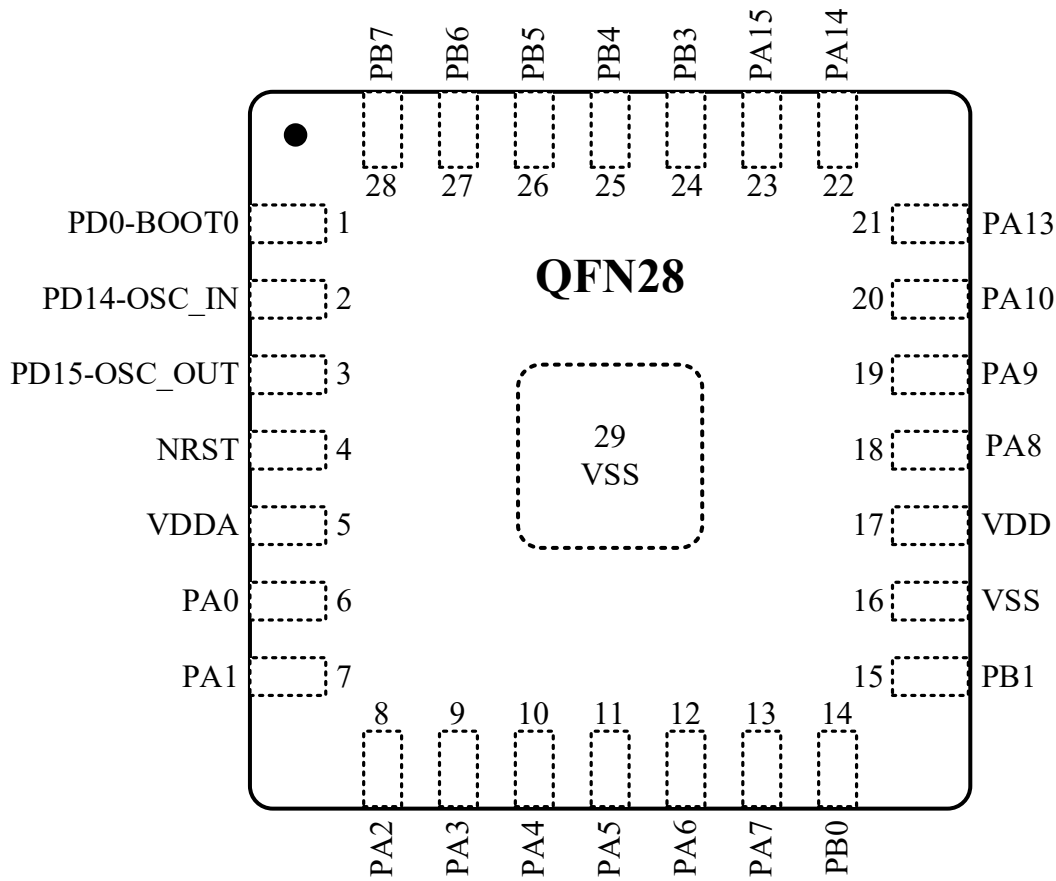 PB7 PB6 PB5 PB4 PB3 PA15 PA14
28 27 26 25 24 23 22
PD0-BOOT0 1 21 PA13
QFN28
PD14-OSC_IN 2 20 PA10
PD15-OSC_OUT 3 19 PA9
29
NRST 4 18 PA8
VSS
VDDA 5 17 VDD
PA0 6 16 VSS
PA1 7 15 PB1
8 9 10 11 12 13 14
PA2 PA3 PA4 PA5 PA6 PA7 PB0